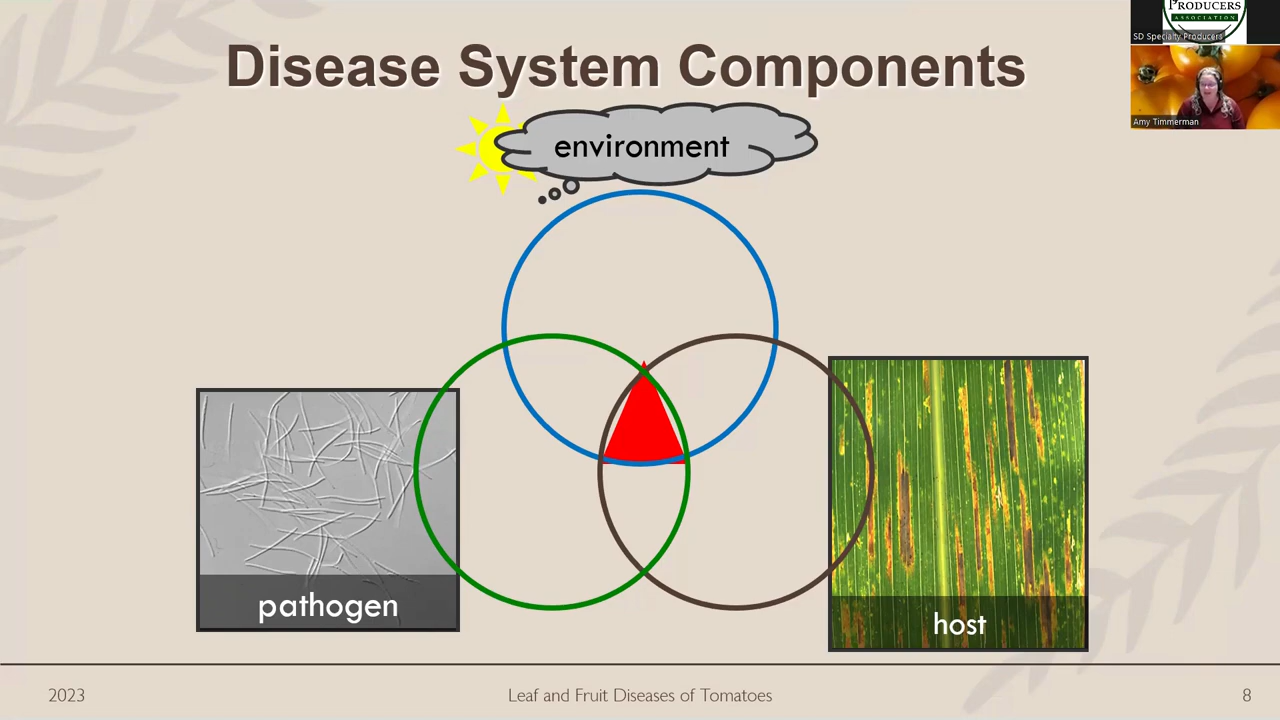 Disease System Components
PRODUCERS
ASSOCIATION
SD Specialty Producers
Amy Timmerman
environment
pathogen
host
2023
Leaf and Fruit Diseases of Tomatoes
8